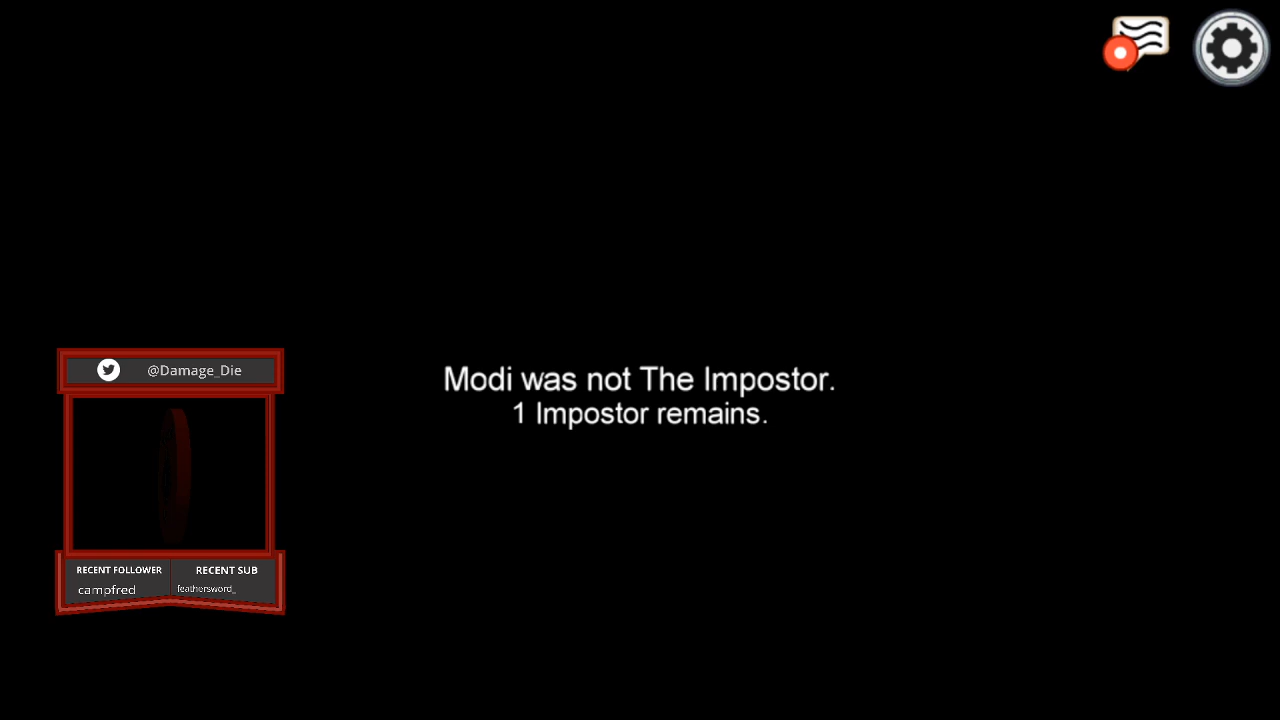 @Damage_Die
Modi was not The Impostor.
1 Impostor remains.
RECENT FOLLOWER
RECENT SUB
campfred
feathersword_